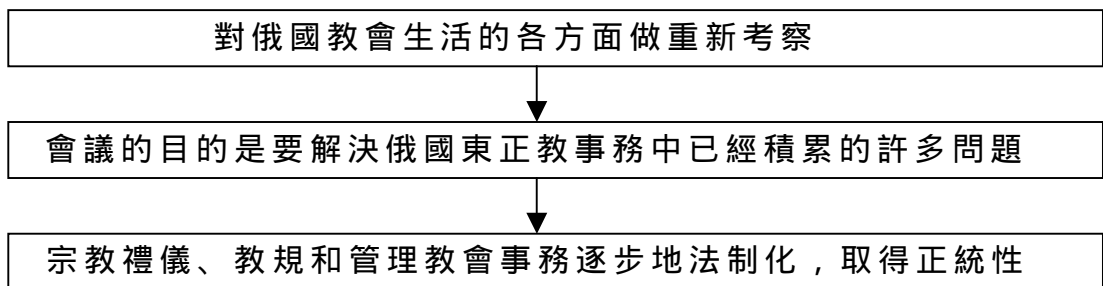 對俄國教會生活的各方面做重新考察
會議的目的是要解決俄國東正教事務中已經積累的許多問題
宗教禮儀、教規和管理教會事務逐步地法制化，取得正統性